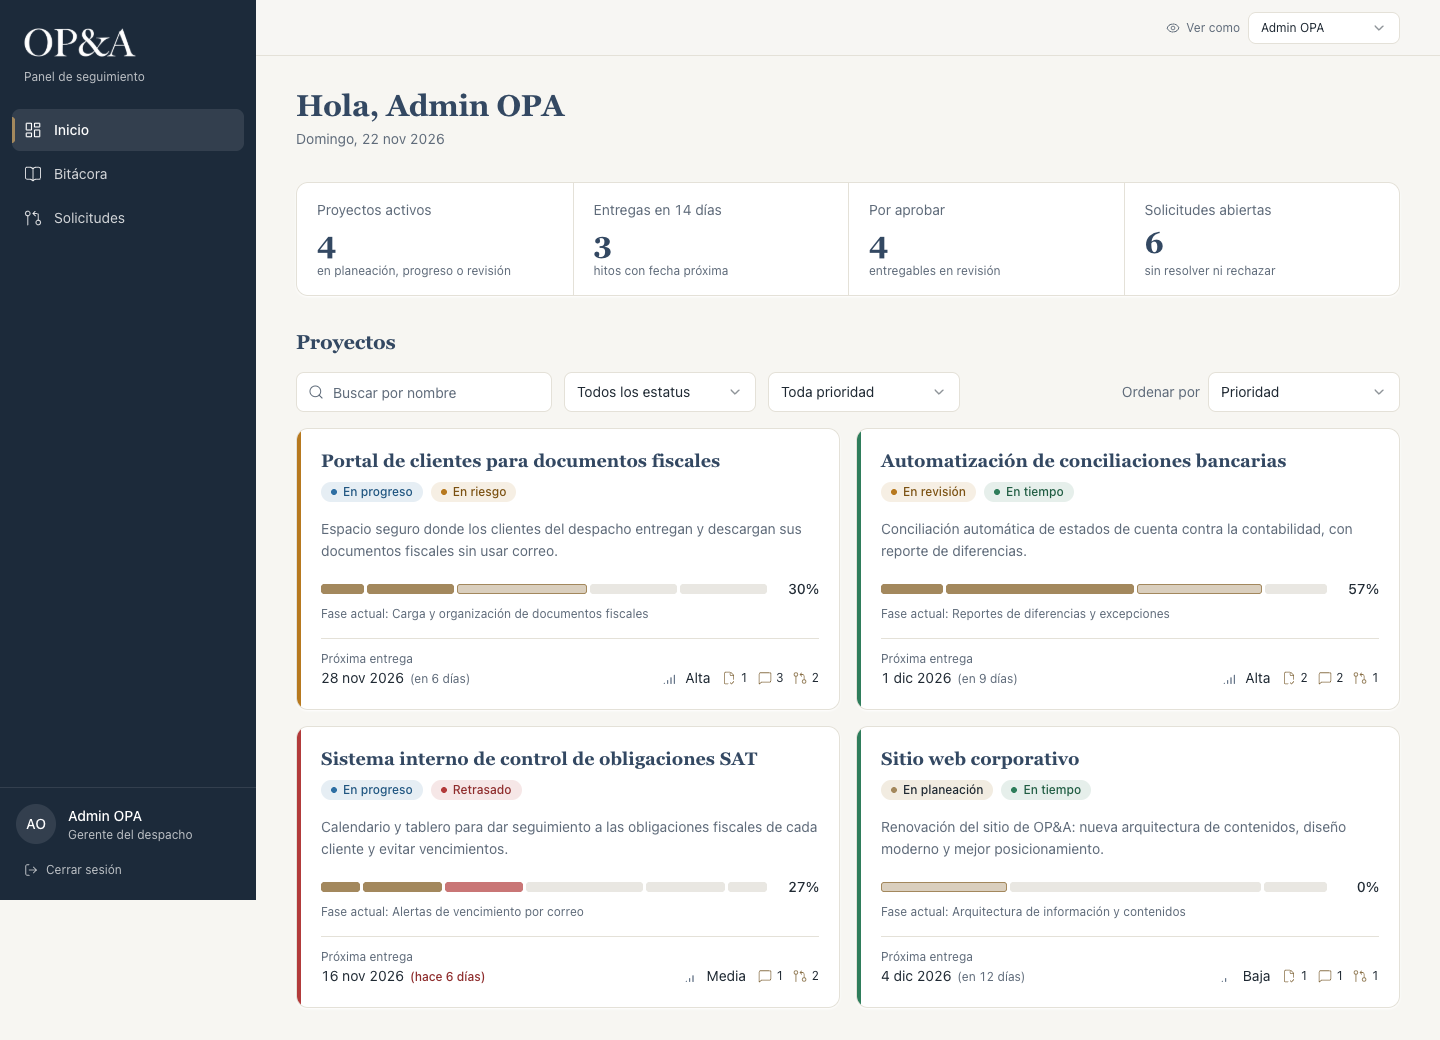 OP&A
Panel de seguimiento
Inicio
Bitácora
Solicitudes
AO
Admin OPA
Gerente del despacho
Cerrar sesión
Ver como
Admin OPA
Hola, Admin OPA
Domingo, 22 nov 2026
Proyectos activos
4
en planeación, progreso o revisión
Entregas en 14 días
3
hitos con fecha próxima
Por aprobar
4
entregables en revisión
Solicitudes abiertas
6
sin resolver ni rechazar
Proyectos
Buscar por nombre
Todos los estatus
Toda prioridad
Ordenar por
Prioridad
Portal de clientes para documentos fiscales
En progreso
En riesgo
Espacio seguro donde los clientes del despacho entregan y descargan sus
documentos fiscales sin usar correo.
30%
Fase actual: Carga y organización de documentos fiscales
Próxima entrega
28 nov 2026 (en 6 días)
Alta 1 3 2
Automatización de conciliaciones bancarias
En revisión
En tiempo
Conciliación automática de estados de cuenta contra la contabilidad, con
reporte de diferencias.
57%
Fase actual: Reportes de diferencias y excepciones
Próxima entrega
1 dic 2026 (en 9 días)
Alta 2 2 1
Sistema interno de control de obligaciones SAT
En progreso
Retrasado
Calendario y tablero para dar seguimiento a las obligaciones fiscales de cada
cliente y evitar vencimientos.
27%
Fase actual: Alertas de vencimiento por correo
Próxima entrega
16 nov 2026 (hace 6 días)
Media 1 2
Sitio web corporativo
En planeación
En tiempo
Renovación del sitio de OP&A: nueva arquitectura de contenidos, diseño
moderno y mejor posicionamiento.
0%
Fase actual: Arquitectura de información y contenidos
Próxima entrega
4 dic 2026 (en 12 días)
Baja 1 1 1